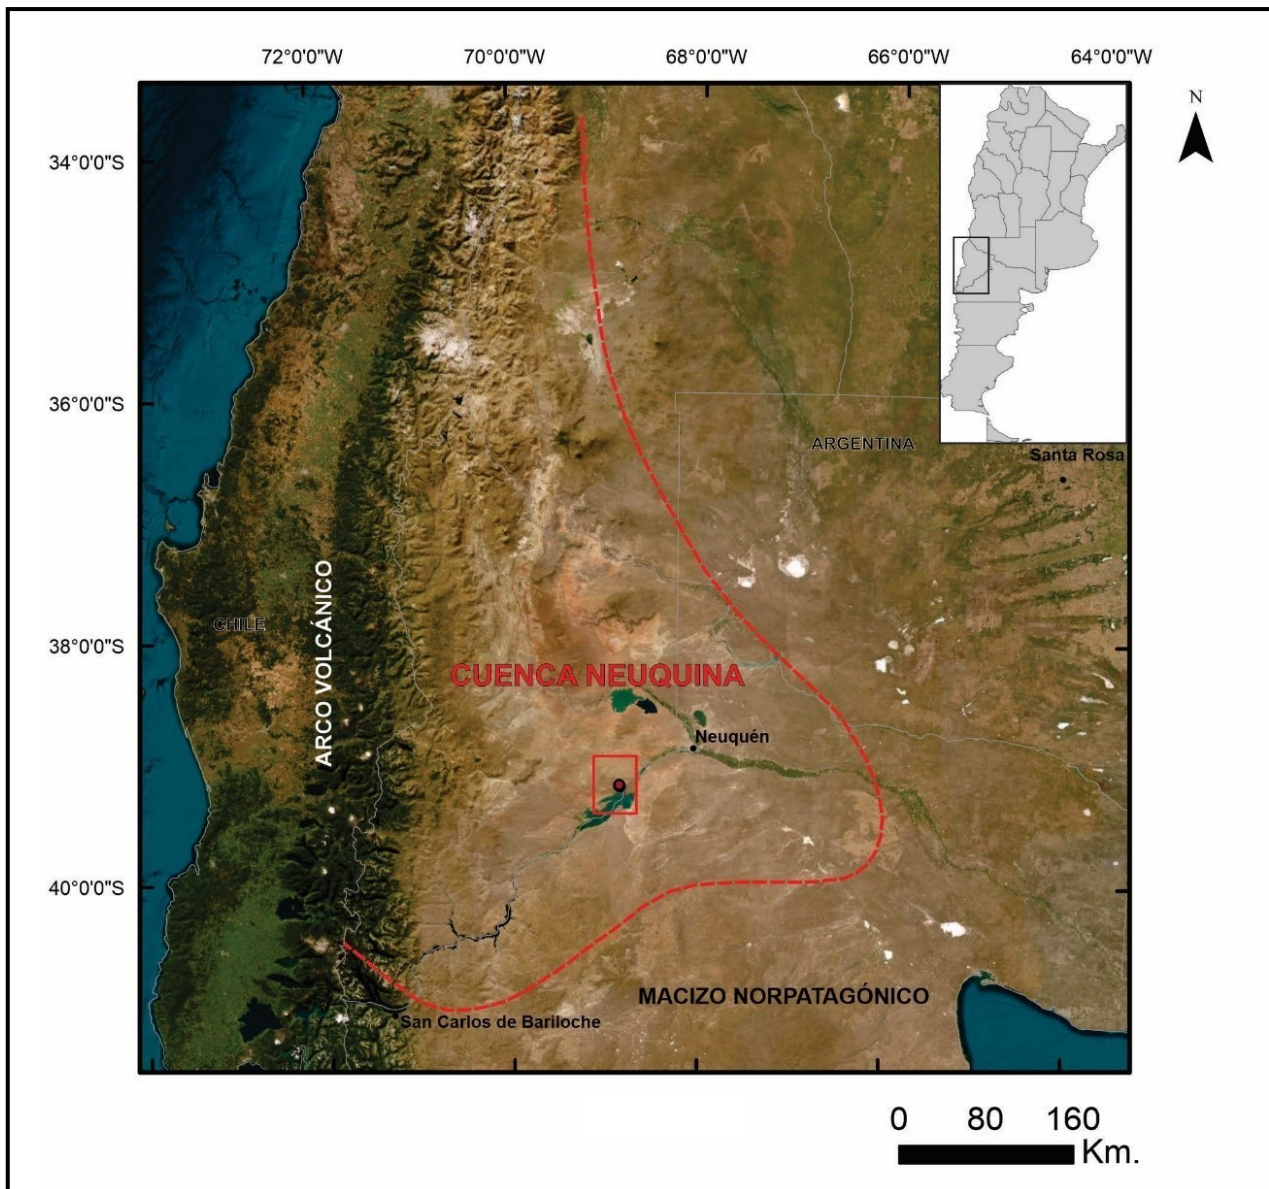 72°0'0"W 70°0'0"W 68°0'0"W 66°0'0"W 64°0'0"W
N
34°0'0"S
36°0'0"S
ARGENTINA
Santa Rosa
ARCO VOLCÁNICO
CHILE
38°0'0"S
CUENCA NEUQUINA
Neuquén
40°0'0"S
MACIZO NORPATAGÓNICO
San Carlos de Bariloche
0 80 160
Km.